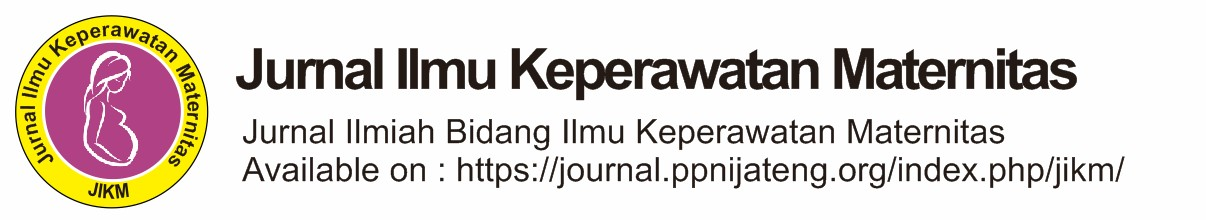 Jurnal Ilmu Keperawatan Maternitas
JIKM
Jurnal Ilmu Keperawatan Maternitas
Jurnal Ilmiah Bidang Ilmu Keperawatan Maternitas
Available on : https://journal.ppnijateng.org/index.php/jikm/